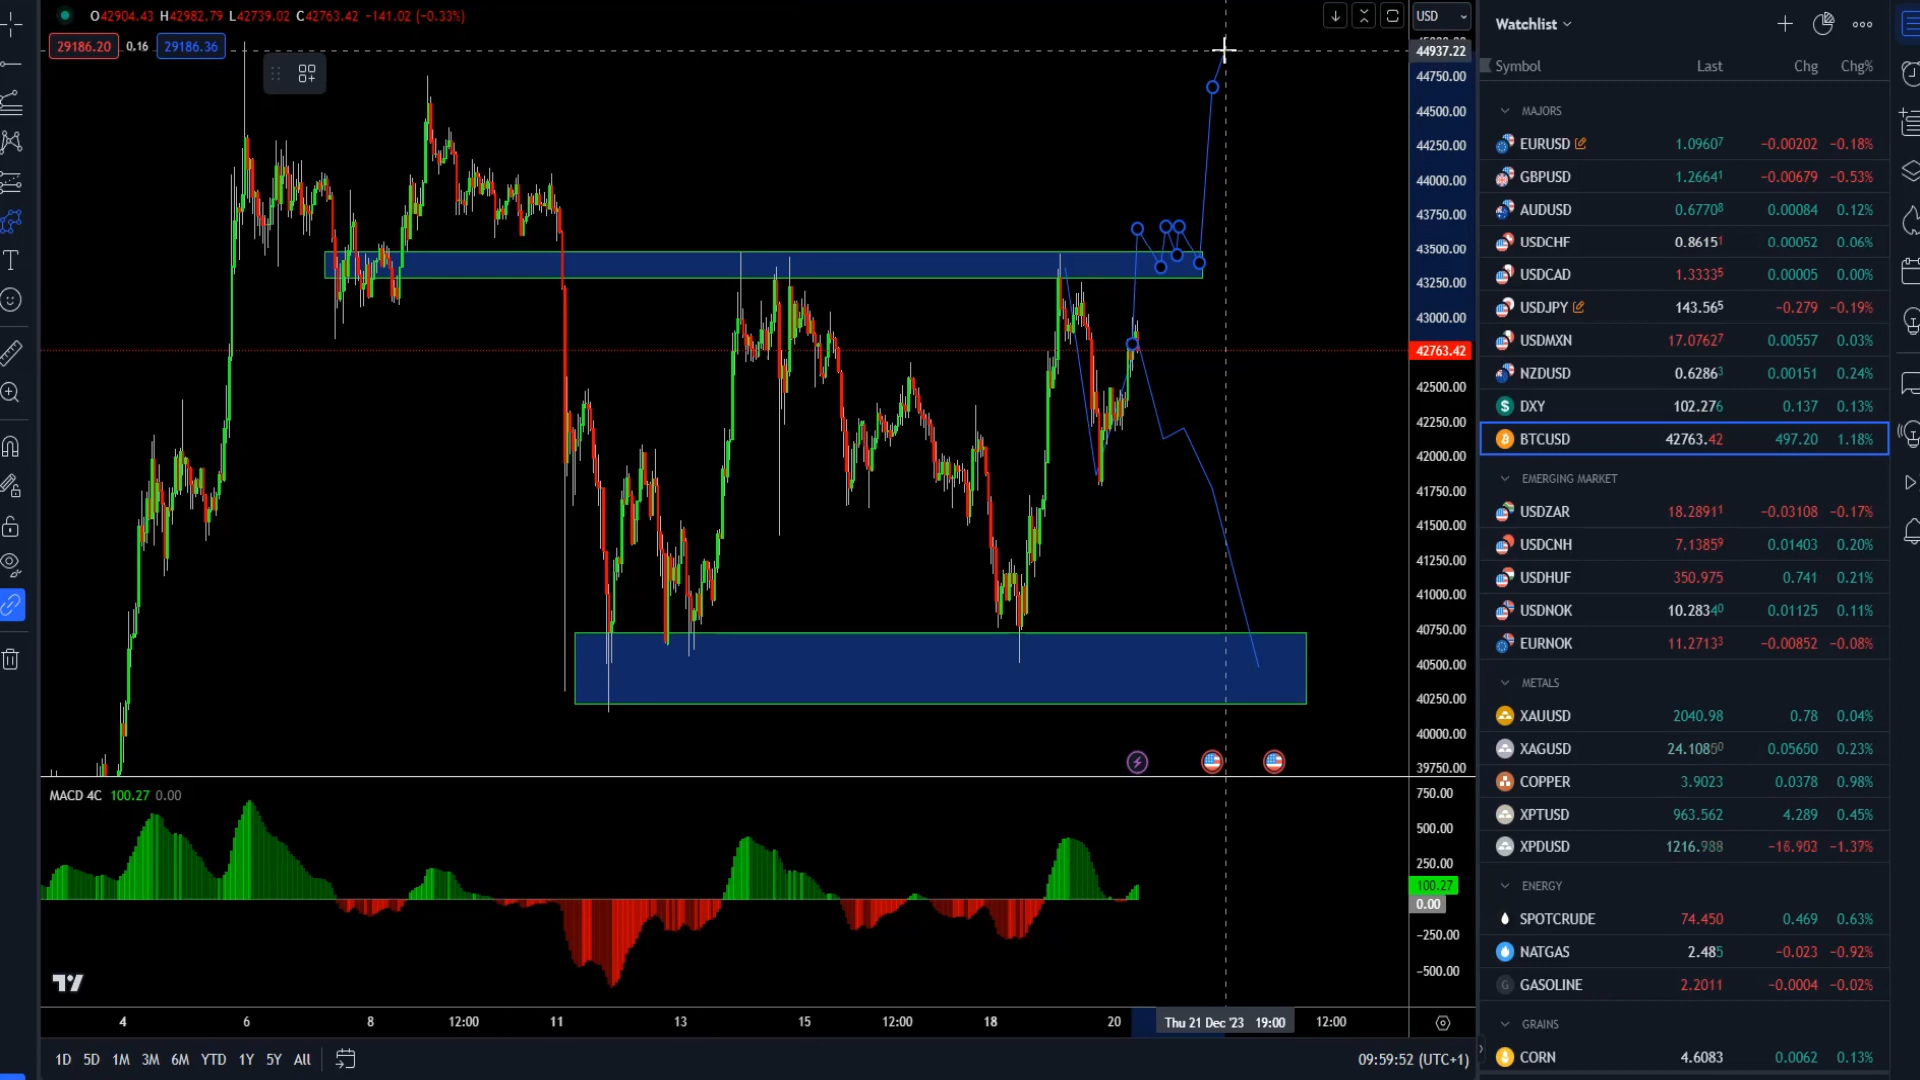 O42904.43 H42982.79 L42739.02 C42763.42 -141.02 (-0.33%)
29186.20 0.16 29186.36
USD
44937.22
44750.00
44500.00
44250.00
44000.00
43750.00
43500.00
43250.00
43000.00
42763.42
42500.00
42250.00
42000.00
41750.00
41500.00
41250.00
41000.00
40750.00
40500.00
40250.00
40000.00
39750.00
MACD 4C 100.27 0.00
750.00
500.00
250.00
100.27
0.00
-250.00
-500.00
4 6 8 12:00 11 13 15 12:00 18 20 Thu 21 Dec '23 19:00 12:00
1D 5D 1M 3M 6M YTD 1Y 5Y All
09:59:52 (UTC+1)
Watchlist
Symbol Last Chg Chg%
MAJORS
EURUSD 1.09607 −0.00202 −0.18%
GBPUSD 1.26641 −0.00679 −0.53%
AUDUSD 0.67708 0.00084 0.12%
USDCHF 0.86151 0.00052 0.06%
USDCAD 1.33335 0.00005 0.00%
USDJPY 143.565 −0.279 −0.19%
USDMXN 17.07627 0.00557 0.03%
NZDUSD 0.62863 0.00151 0.24%
DXY 102.276 0.137 0.13%
BTCUSD 42763.42 497.20 1.18%
EMERGING MARKET
USDZAR 18.28911 −0.03108 −0.17%
USDCNH 7.13859 0.01403 0.20%
USDHUF 350.975 0.741 0.21%
USDNOK 10.28340 0.01125 0.11%
EURNOK 11.27133 −0.00852 −0.08%
METALS
XAUUSD 2040.98 0.78 0.04%
XAGUSD 24.10850 0.05650 0.23%
COPPER 3.9023 0.0378 0.98%
XPTUSD 963.562 4.289 0.45%
XPDUSD 1216.988 −16.903 −1.37%
ENERGY
SPOTCRUDE 74.450 0.469 0.63%
NATGAS 2.485 −0.023 −0.92%
GASOLINE 2.2011 −0.0004 −0.02%
GRAINS
CORN 4.6083 0.0062 0.13%